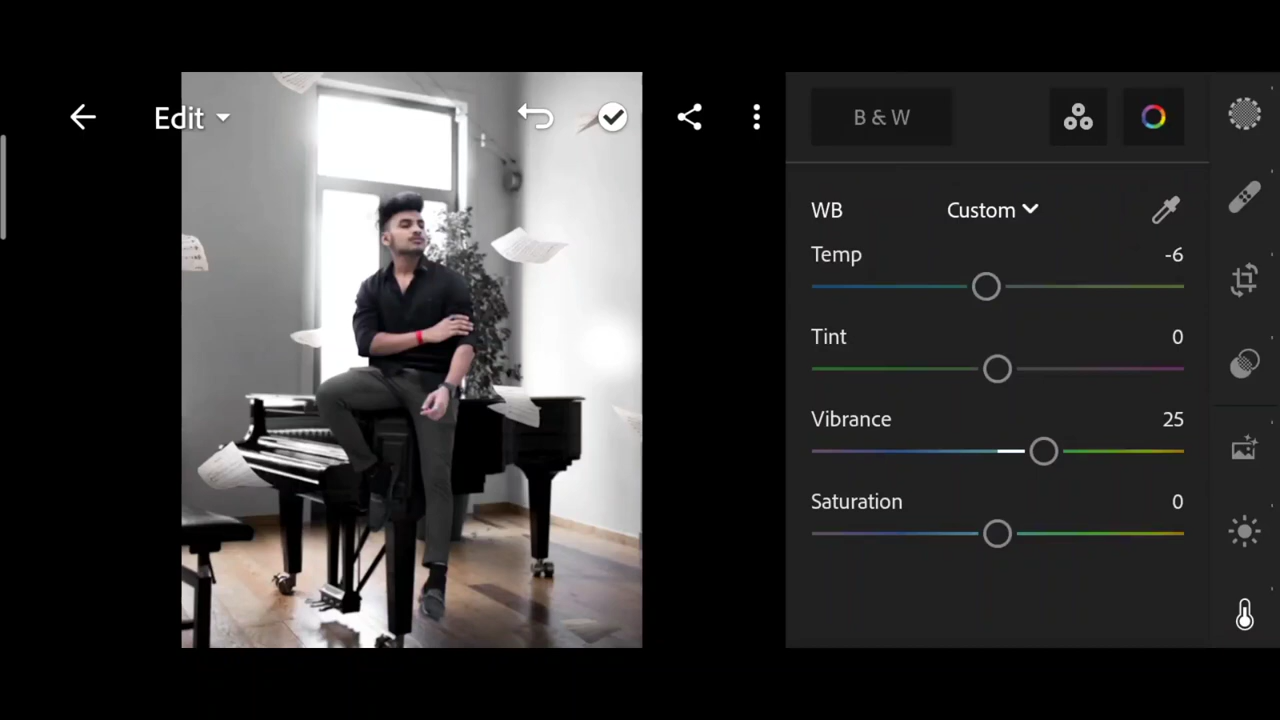 Edit
B & W
WB Custom
Temp -6
Tint 0
Vibrance 25
Saturation 0